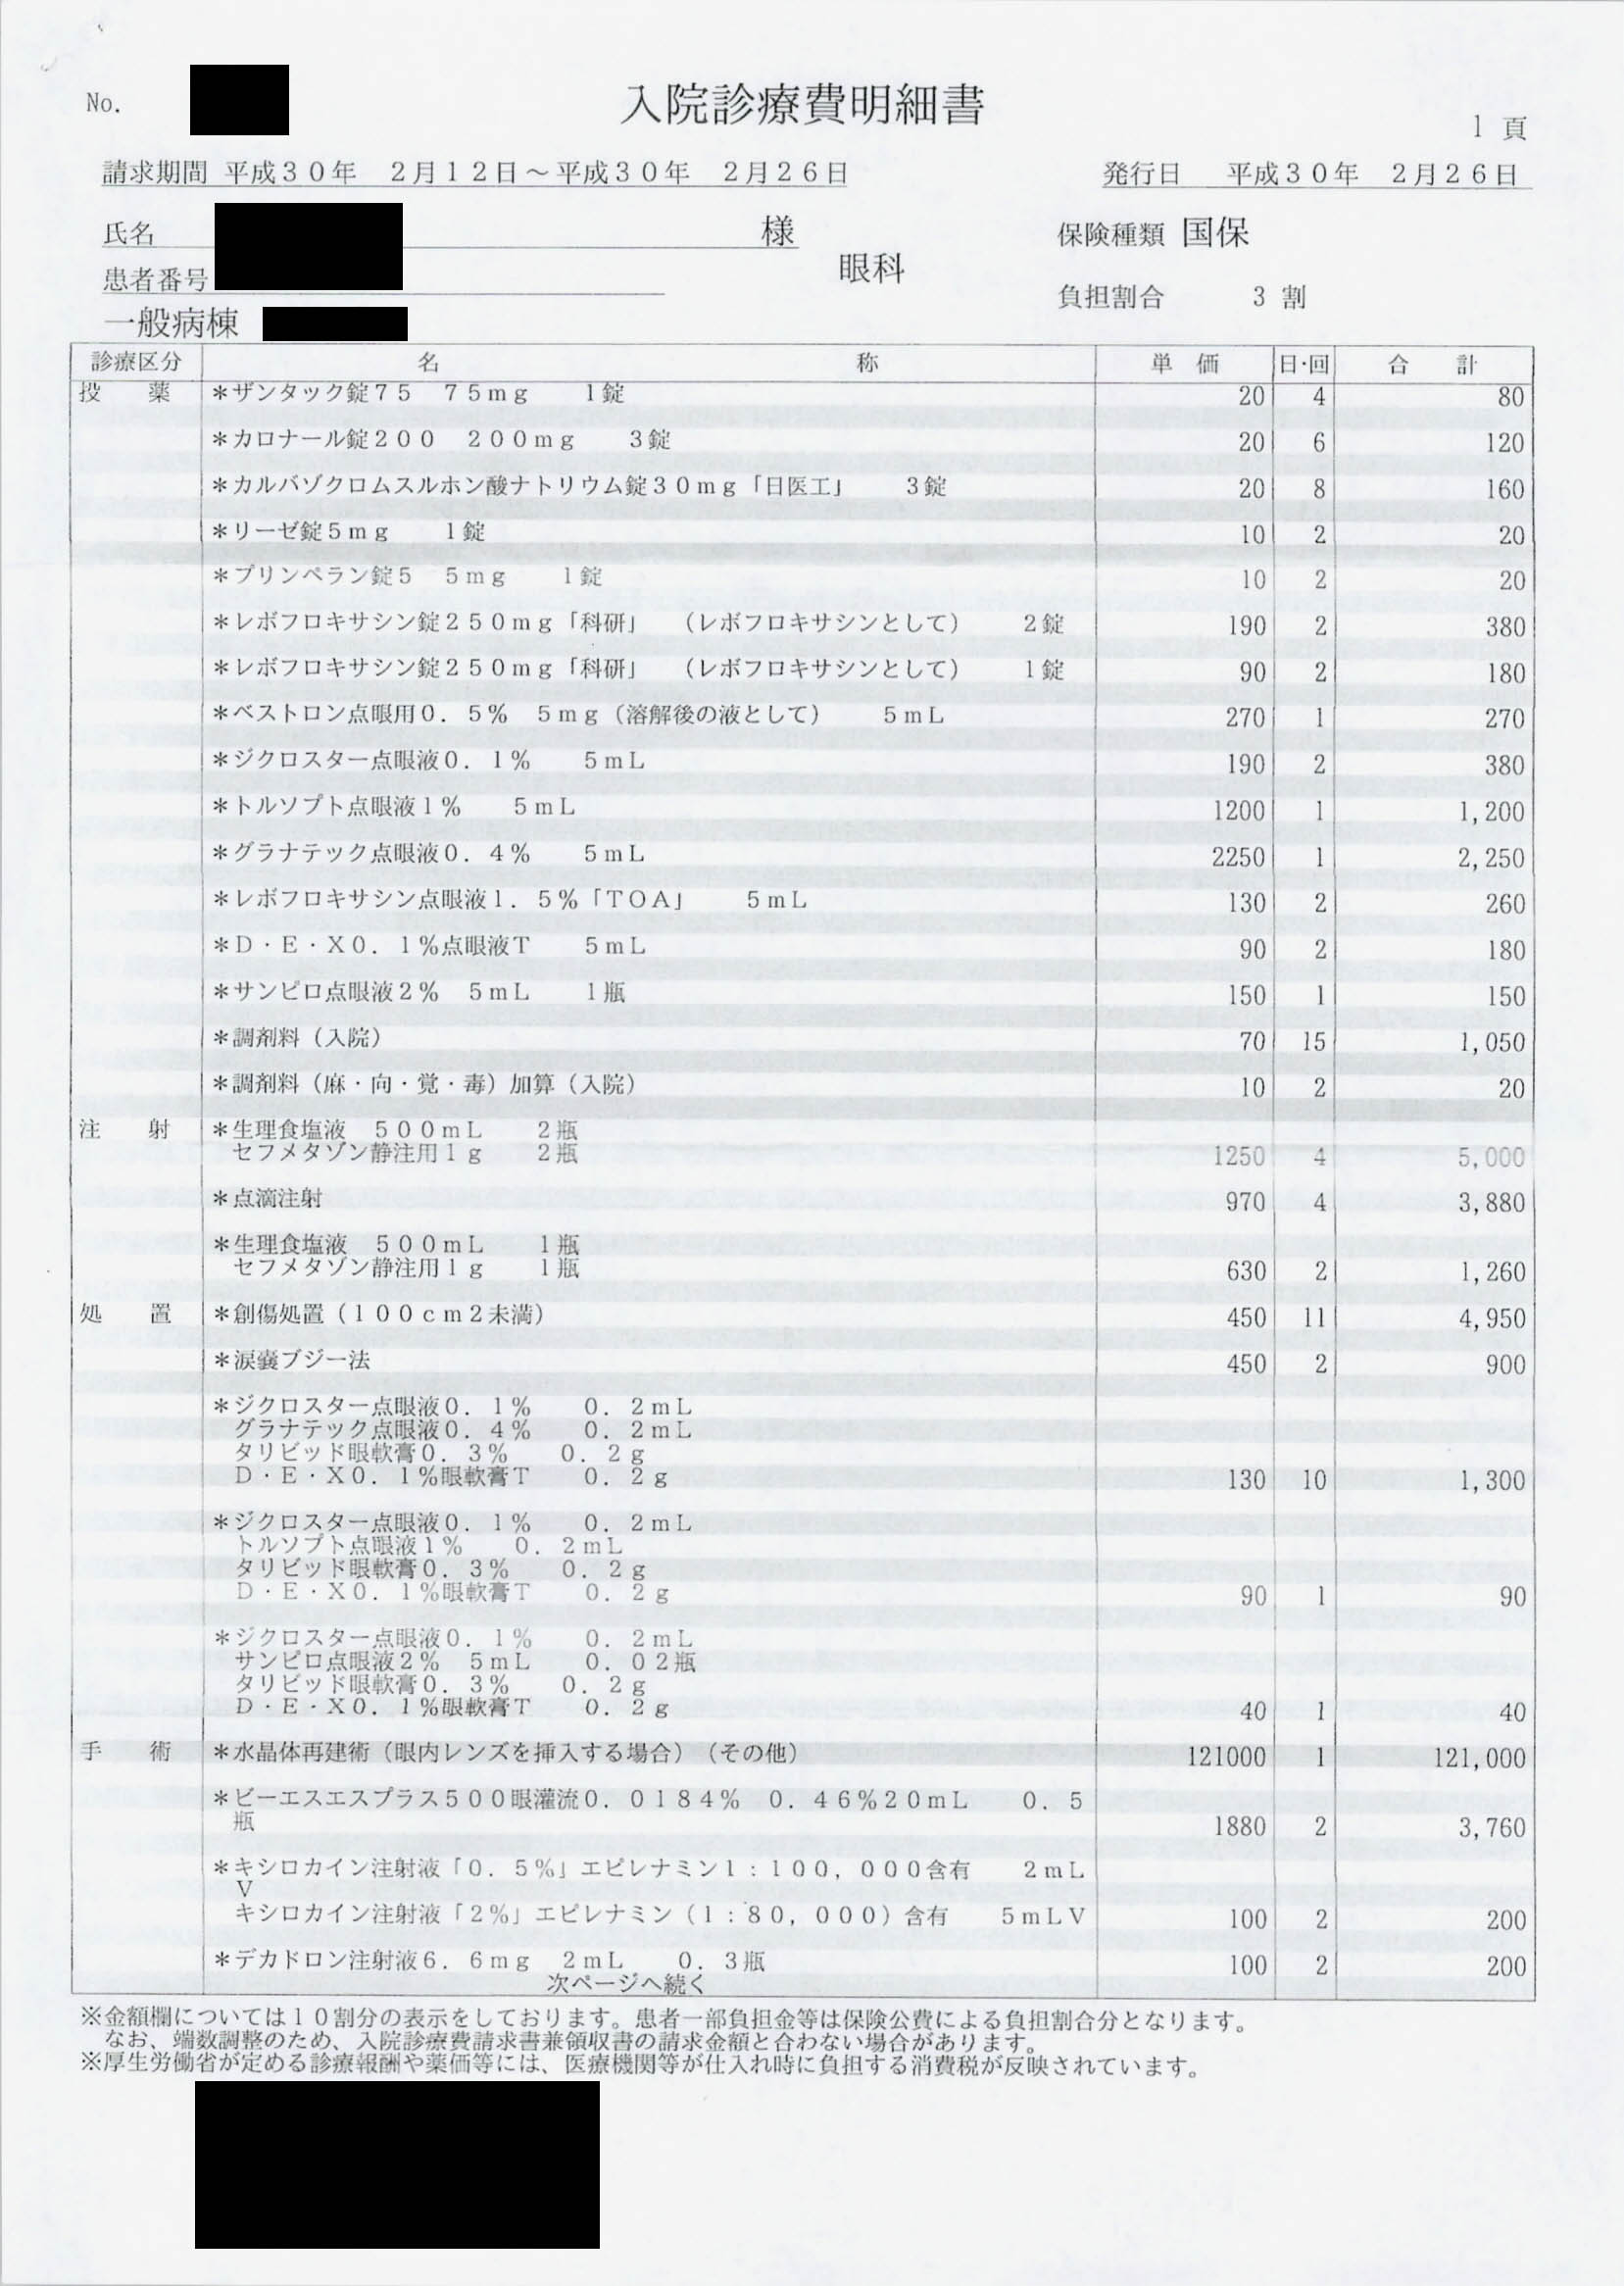 No.
入院診療費明細書
1 頁
請求期間 平成30年 2月12日～平成30年 2月26日
発行日 平成30年 2月26日
氏名 様
保険種類 国保
患者番号
眼科
負担割合 3 割
一般病棟
診療区分 名 称 単 価 日・回 合 計
投 薬 ＊ザンタック錠75 75mg 1錠 20 4 80
＊カロナール錠200 200mg 3錠 20 6 120
＊カルバゾクロムスルホン酸ナトリウム錠30mg「日医工」 3錠 20 8 160
＊リーゼ錠5mg 1錠 10 2 20
＊プリンペラン錠5 5mg 1錠 10 2 20
＊レボフロキサシン錠250mg「科研」 （レボフロキサシンとして） 2錠 190 2 380
＊レボフロキサシン錠250mg「科研」 （レボフロキサシンとして） 1錠 90 2 180
＊ベストロン点眼用0．5% 5mg（溶解後の液として） 5mL 270 1 270
＊ジクロスター点眼液0．1% 5mL 190 2 380
＊トルソプト点眼液1% 5mL 1200 1 1,200
＊グラナテック点眼液0．4% 5mL 2250 1 2,250
＊レボフロキサシン点眼液1．5%「TOA」 5mL 130 2 260
＊D・E・X0．1%点眼液T 5mL 90 2 180
＊サンピロ点眼液2% 5mL 1瓶 150 1 150
＊調剤料（入院） 70 15 1,050
＊調剤料（麻・向・覚・毒）加算（入院） 10 2 20
注 射 ＊生理食塩液 500mL 2瓶
セフメタゾン静注用1g 2瓶 1250 4 5,000
＊点滴注射 970 4 3,880
＊生理食塩液 500mL 1瓶
セフメタゾン静注用1g 1瓶 630 2 1,260
処 置 ＊創傷処置（100cm2未満） 450 11 4,950
＊涙嚢ブジー法 450 2 900
＊ジクロスター点眼液0．1% 0．2mL
グラナテック点眼液0．4% 0．2mL
タリビッド眼軟膏0．3% 0．2g
D・E・X0．1%眼軟膏T 0．2g 130 10 1,300
＊ジクロスター点眼液0．1% 0．2mL
トルソプト点眼液1% 0．2mL
タリビッド眼軟膏0．3% 0．2g
D・E・X0．1%眼軟膏T 0．2g 90 1 90
＊ジクロスター点眼液0．1% 0．2mL
サンピロ点眼液2% 5mL 0．02瓶
タリビッド眼軟膏0．3% 0．2g
D・E・X0．1%眼軟膏T 0．2g 40 1 40
手 術 ＊水晶体再建術（眼内レンズを挿入する場合）（その他） 121000 1 121,000
＊ビーエスエスプラス500眼灌流0．0184% 0．46%20mL 0．5
瓶 1880 2 3,760
＊キシロカイン注射液「0．5%」エピレナミン1：100，000含有 2mL
V
キシロカイン注射液「2%」エピレナミン（1：80，000）含有 5mLV 100 2 200
＊デカドロン注射液6．6mg 2mL 0．3瓶 100 2 200
次ページへ続く
※金額欄については10割分の表示をしております。患者一部負担金等は保険公費による負担割合分となります。
なお、端数調整のため、入院診療費請求書兼領収書の請求金額と合わない場合があります。
※厚生労働省が定める診療報酬や薬価等には、医療機関等が仕入れ時に負担する消費税が反映されています。